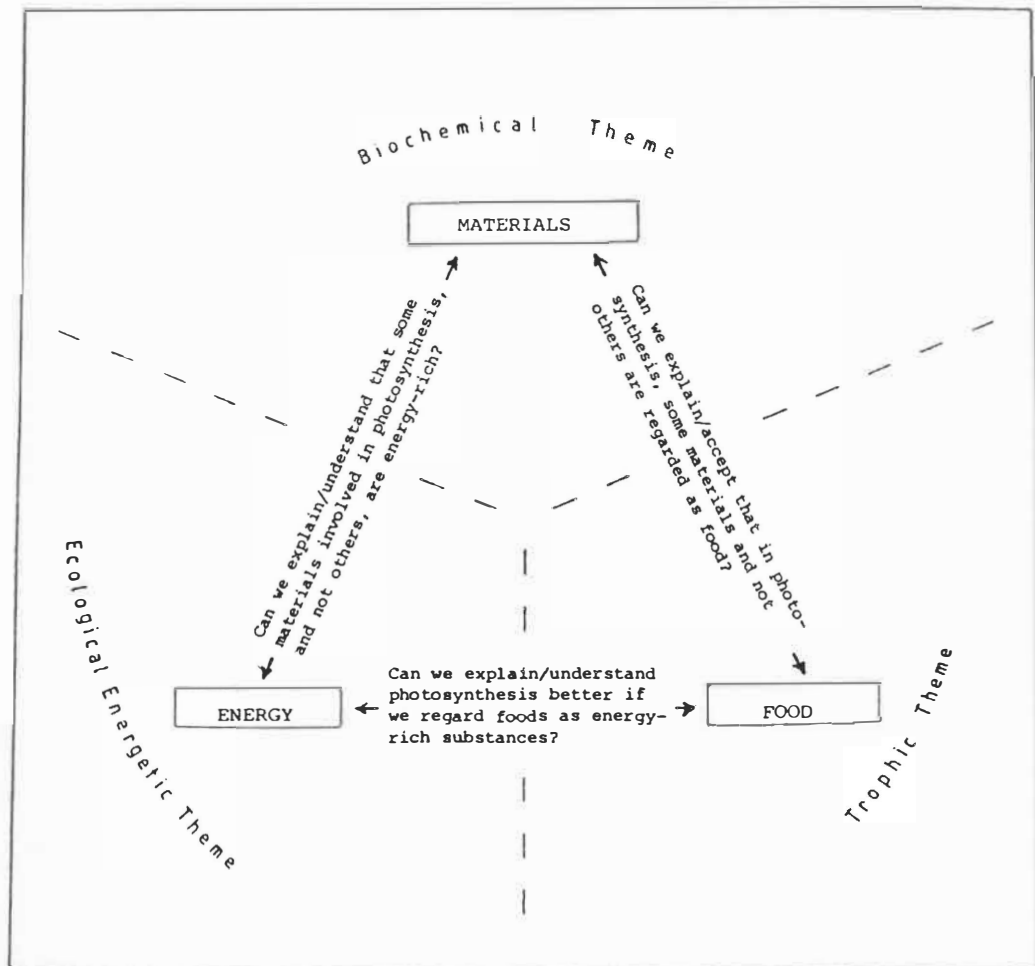 Biochemical Theme
MATERIALS
Can we explain/understand that some
materials involved in photosynthesis,
and not others, are energy-rich?
Can we explain/accept that in photo-
synthesis, some materials and not
others are regarded as food?
Ecological Energetic Theme
ENERGY
Can we explain/understand
photosynthesis better if
we regard foods as energy-
rich substances?
FOOD
Trophic Theme